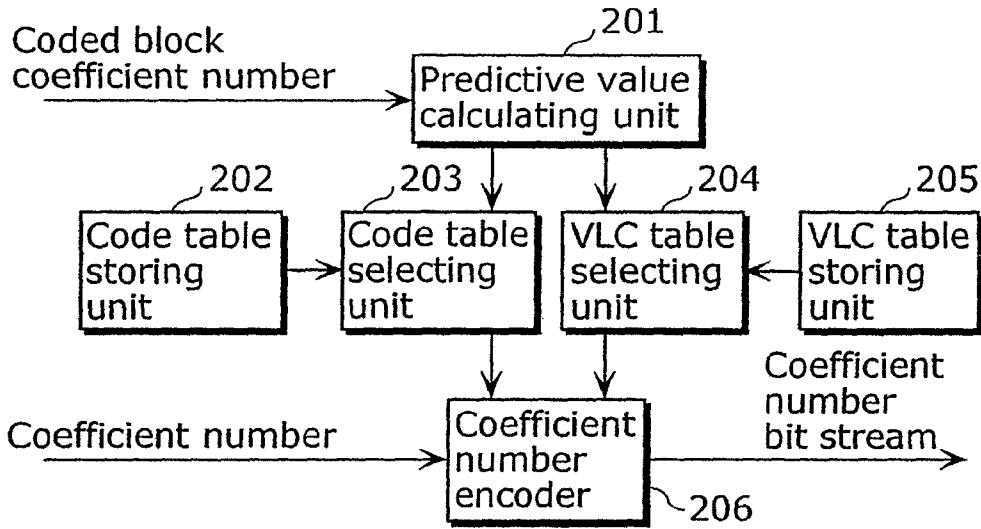 201
Coded block
coefficient number
Predictive value
calculating unit
202
203
204
205
Code table
storing
unit
Code table
selecting
unit
VLC table
selecting
unit
VLC table
storing
unit
Coefficient number
Coefficient
number
encoder
206
Coefficient
number
bit stream